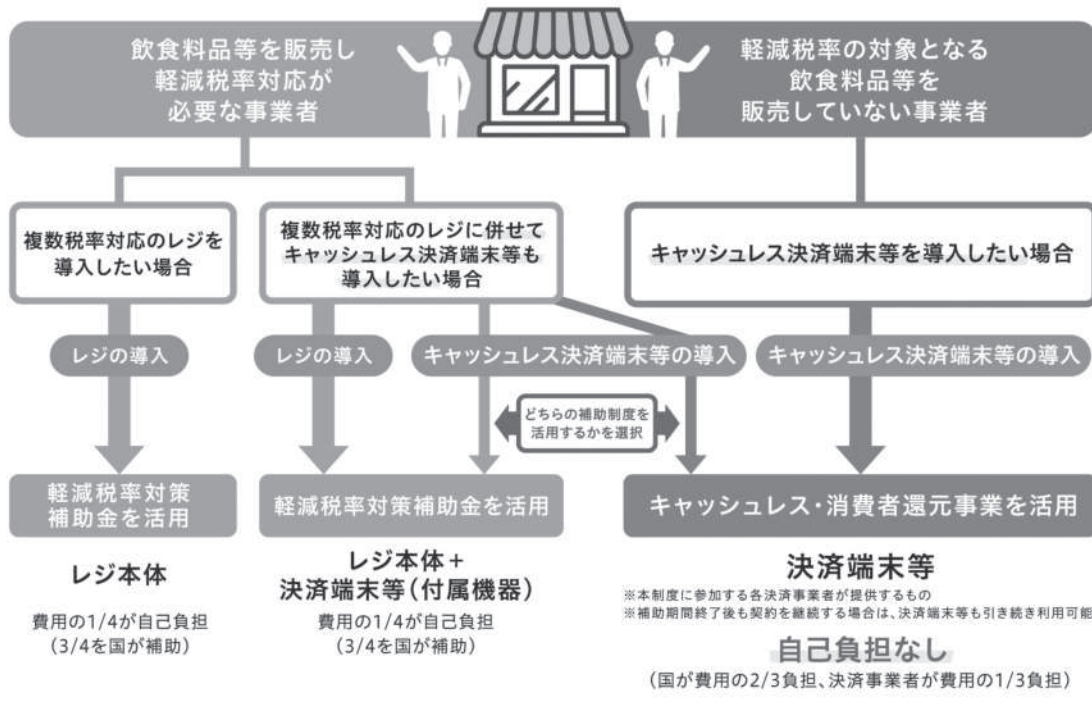 飲食料品等を販売し
軽減税率対応が
必要な事業者
軽減税率の対象となる
飲食料品等を
販売していない事業者
複数税率対応のレジを
導入したい場合
複数税率対応のレジに併せて
キャッシュレス決済端末等も
導入したい場合
キャッシュレス決済端末等を導入したい場合
レジの導入
レジの導入
キャッシュレス決済端末等の導入
キャッシュレス決済端末等の導入
どちらの補助制度を
活用するかを選択
軽減税率対策
補助金を活用
軽減税率対策補助金を活用
キャッシュレス・消費者還元事業を活用
レジ本体
費用の1/4が自己負担
(3/4を国が補助)
レジ本体+
決済端末等(付属機器)
費用の1/4が自己負担
(3/4を国が補助)
決済端末等
※本制度に参加する各決済事業者が提供するもの
※補助期間終了後も契約を継続する場合は、決済端末等も引き続き利用可能
自己負担なし
(国が費用の2/3負担、決済事業者が費用の1/3負担)